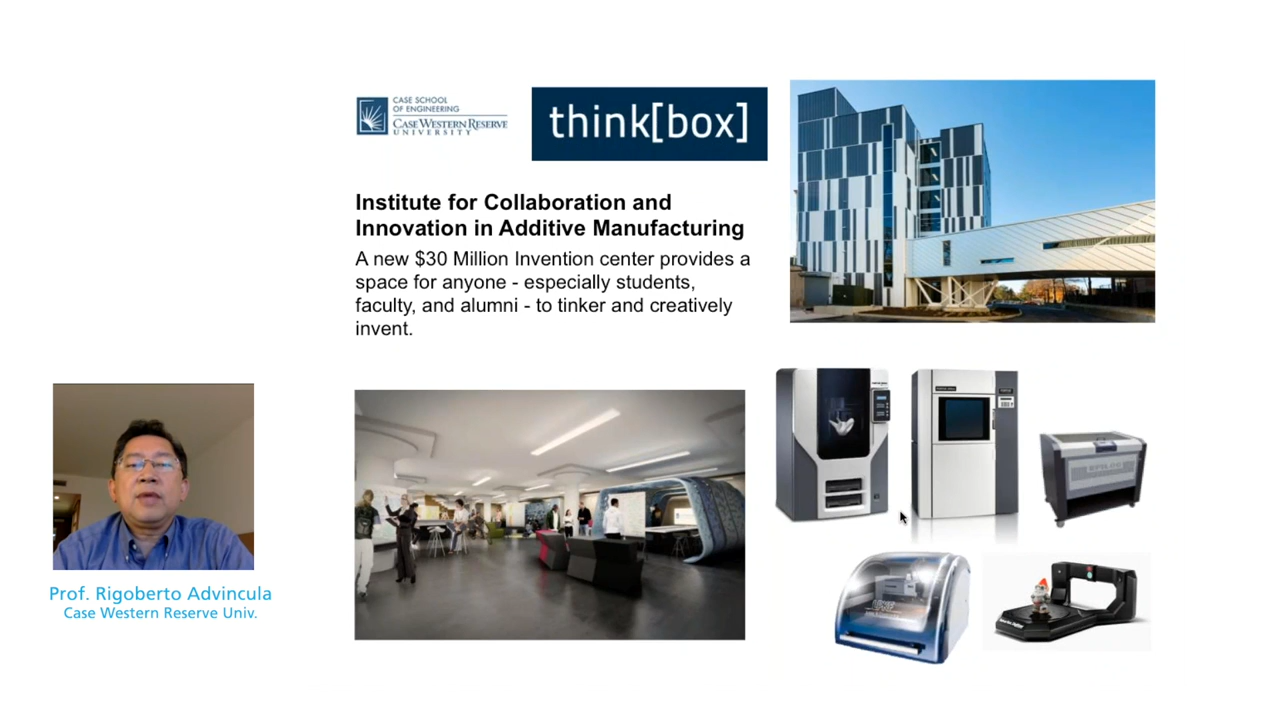 CASE SCHOOL
OF ENGINEERING
CASE WESTERN RESERVE
UNIVERSITY
think[box]
Institute for Collaboration and
Innovation in Additive Manufacturing
A new $30 Million Invention center provides a
space for anyone - especially students,
faculty, and alumni - to tinker and creatively
invent.
Prof. Rigoberto Advincula
Case Western Reserve Univ.